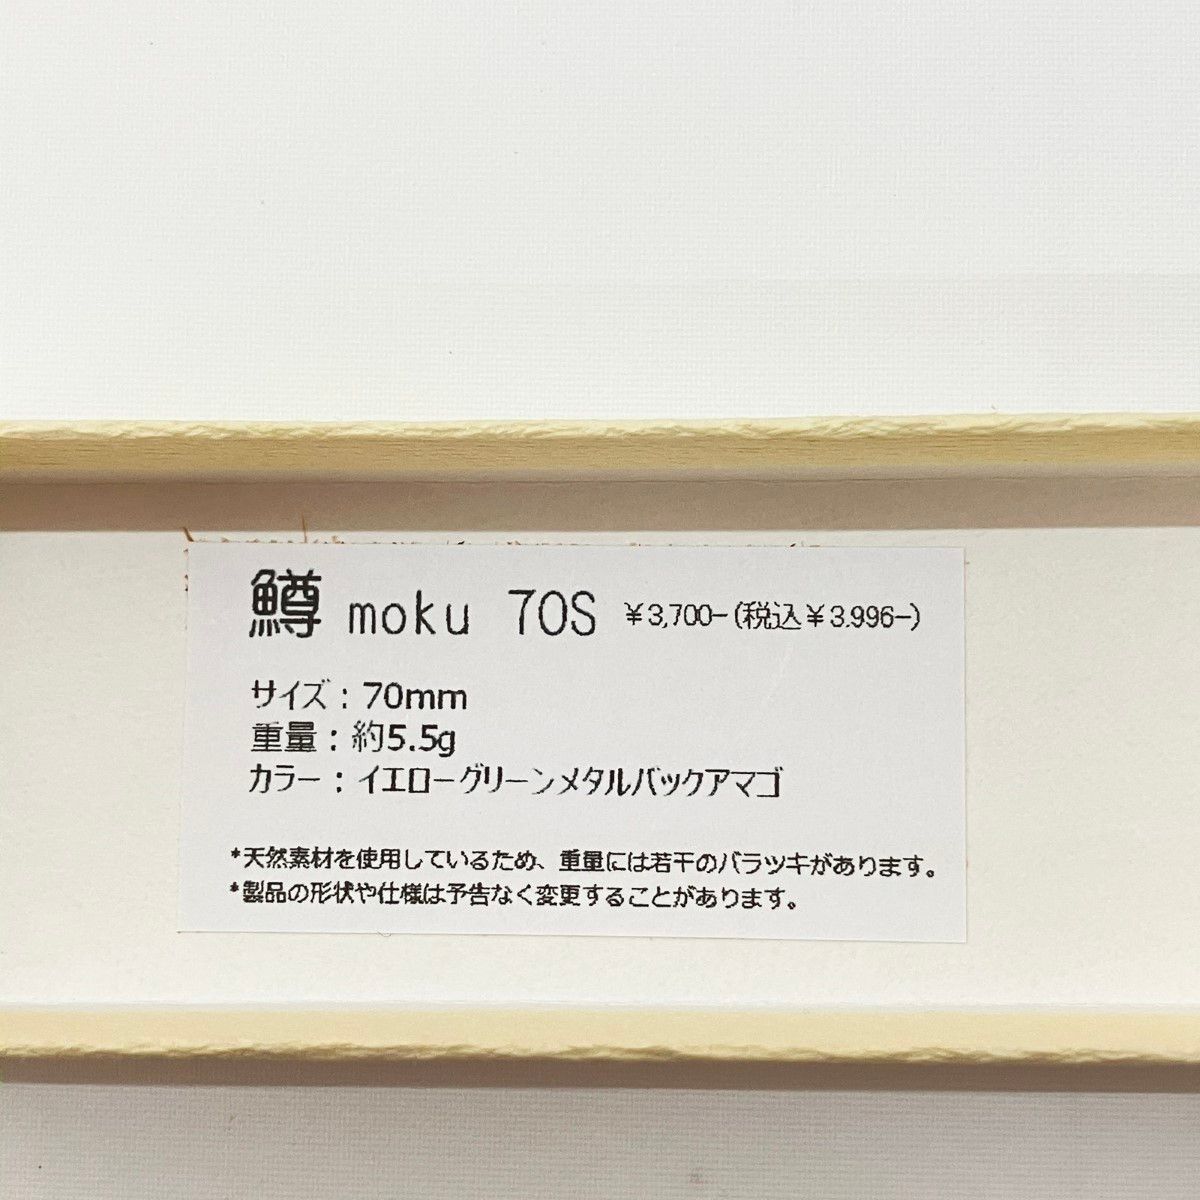 鱒 moku 70S ￥3,700-(税込￥3.996-)
サイズ：70mm
重量：約5.5g
カラー：イエローグリーンメタルバックアマゴ
*天然素材を使用しているため、重量には若干のバラツキがあります。
*製品の形状や仕様は予告なく変更することがあります。